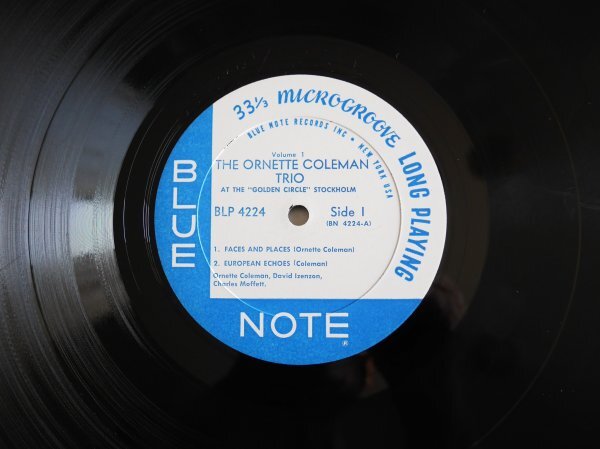 33⅓ MICROGROOVE LONG PLAYING
BLUE NOTE RECORDS INC • NEW YORK USA
Volume 1
THE ORNETTE COLEMAN
TRIO
AT THE "GOLDEN CIRCLE" STOCKHOLM
BLP 4224
Side 1
(BN 4224-A)
1. FACES AND PLACES (Ornette Coleman)
2. EUROPEAN ECHOES (Coleman)
Ornette Coleman, David Izenzon,
Charles Moffett.
BLUE
NOTE®